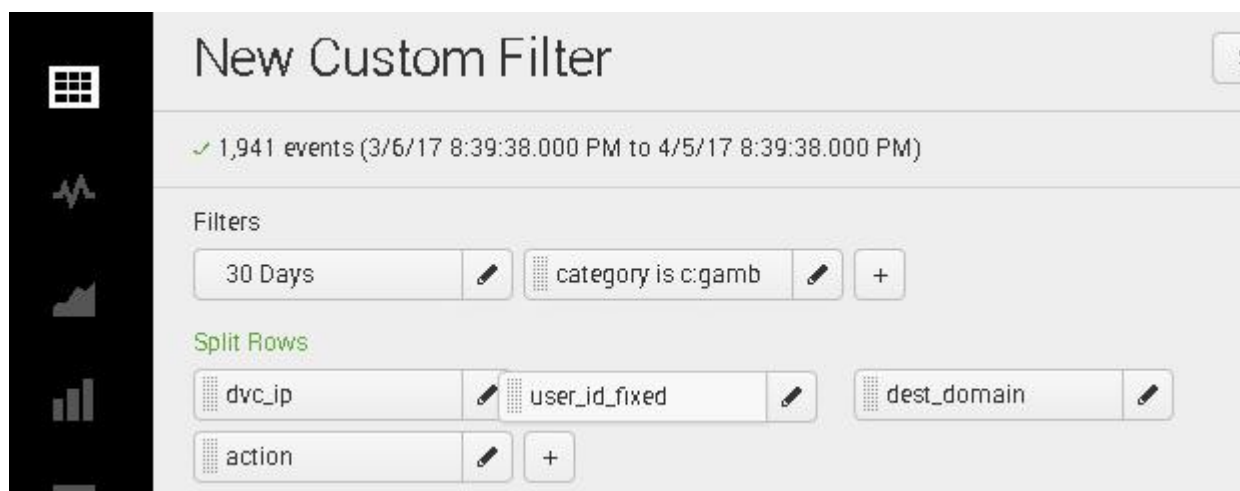 New Custom Filter
1,941 events (3/6/17 8:39:38.000 PM to 4/5/17 8:39:38.000 PM)
Filters
30 Days category is c:gamb +
Split Rows
dvc_ip user_id_fixed dest_domain
action +